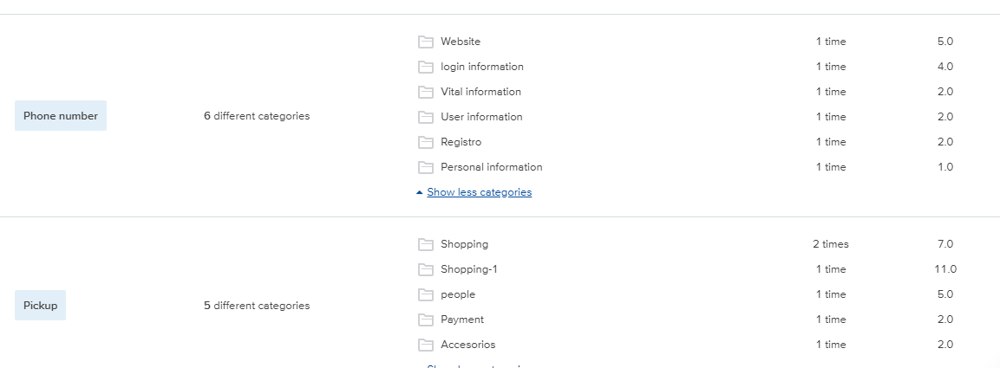 Website 1 time 5.0
login information 1 time 4.0
Vital information 1 time 2.0
Phone number 6 different categories User information 1 time 2.0
Registro 1 time 2.0
Personal information 1 time 1.0
Show less categories
Shopping 2 times 7.0
Shopping-1 1 time 11.0
people 1 time 5.0
Pickup 5 different categories
Payment 1 time 2.0
Accesorios 1 time 2.0